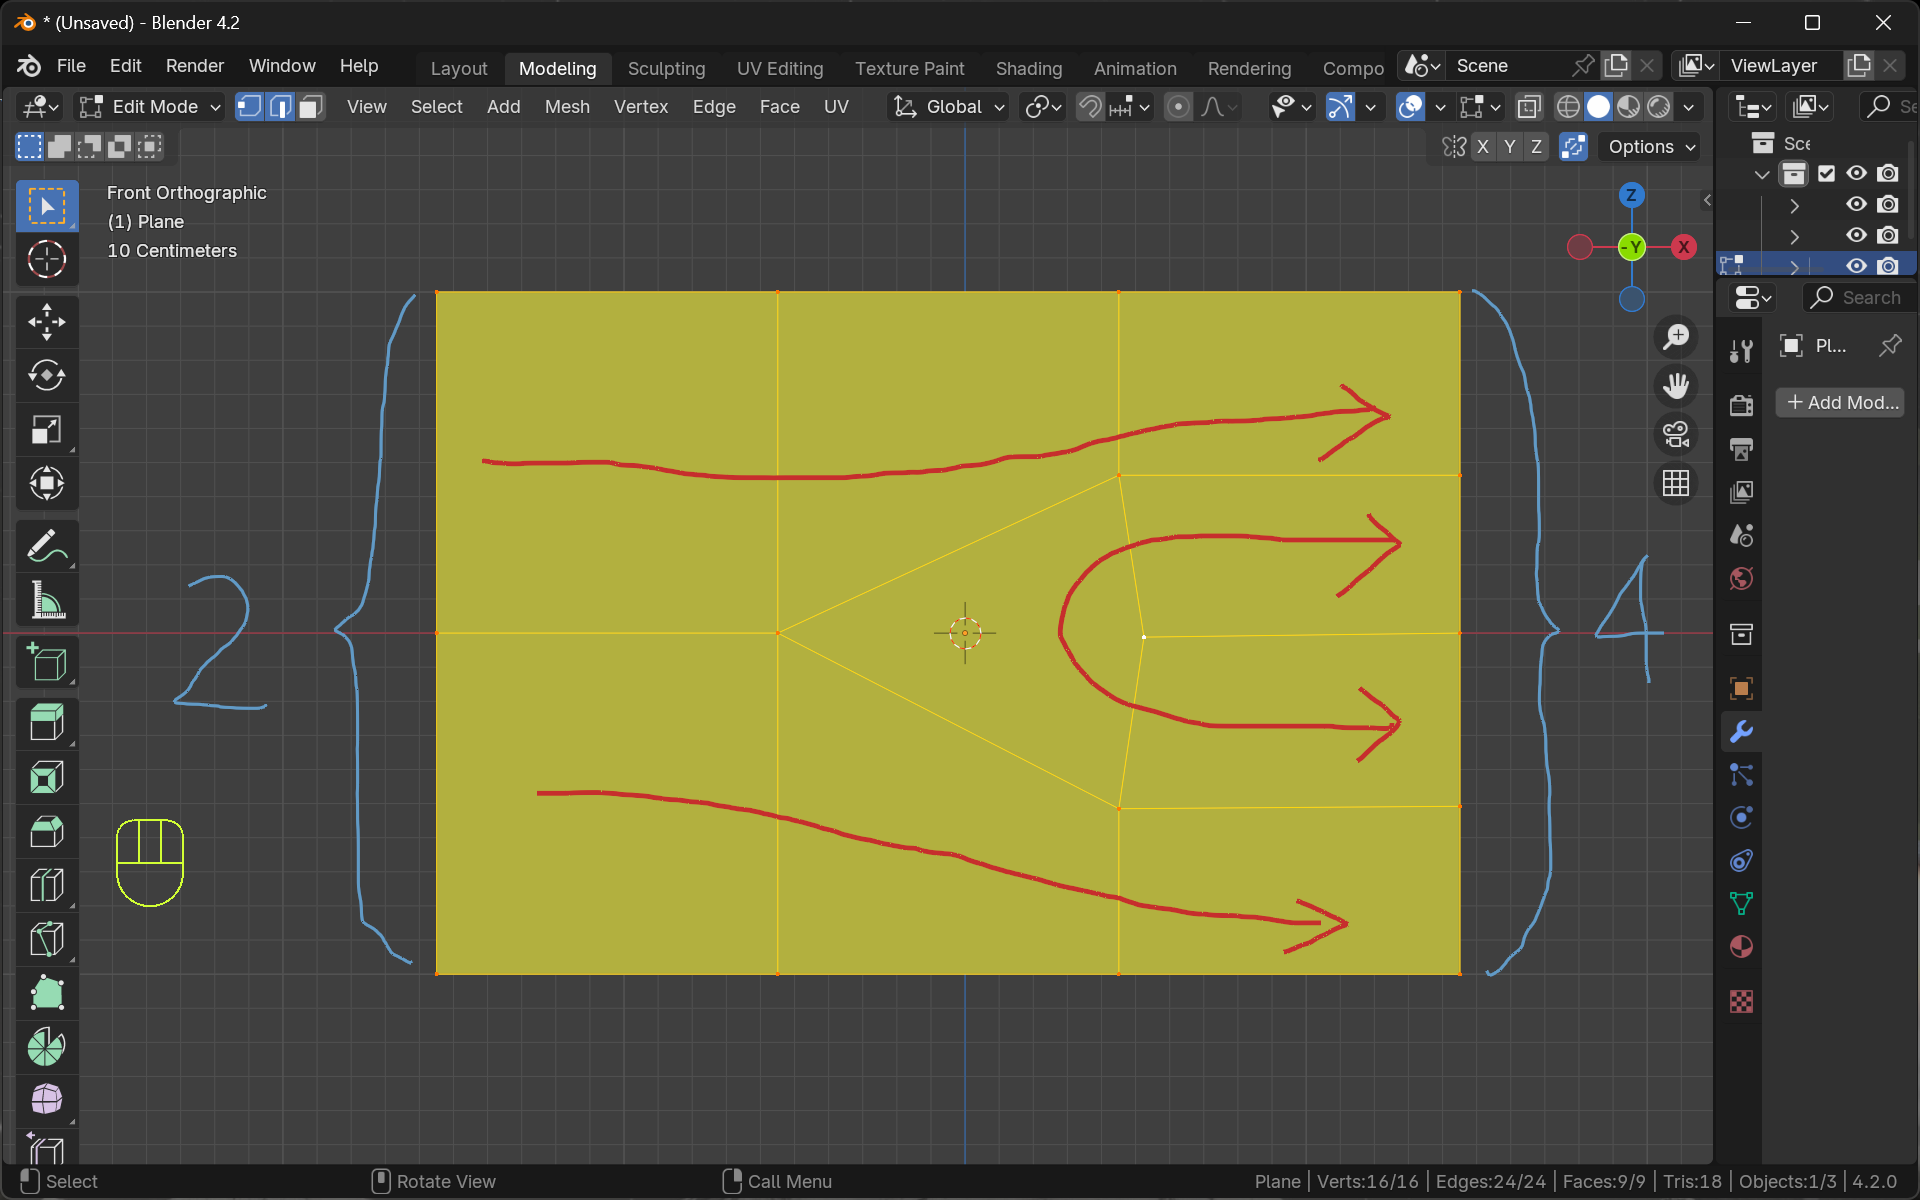 * (Unsaved) - Blender 4.2
File Edit Render Window Help Layout Modeling Sculpting UV Editing Texture Paint Shading Animation Rendering Compo Scene ViewLayer
Edit Mode View Select Add Mesh Vertex Edge Face UV Global Se
X Y Z Options Sce
Front Orthographic
(1) Plane
10 Centimeters
Z
-Y X
Search
Pl...
+ Add Mod...
2 4
Select Rotate View Call Menu Plane | Verts:16/16 | Edges:24/24 | Faces:9/9 | Tris:18 | Objects:1/3 | 4.2.0